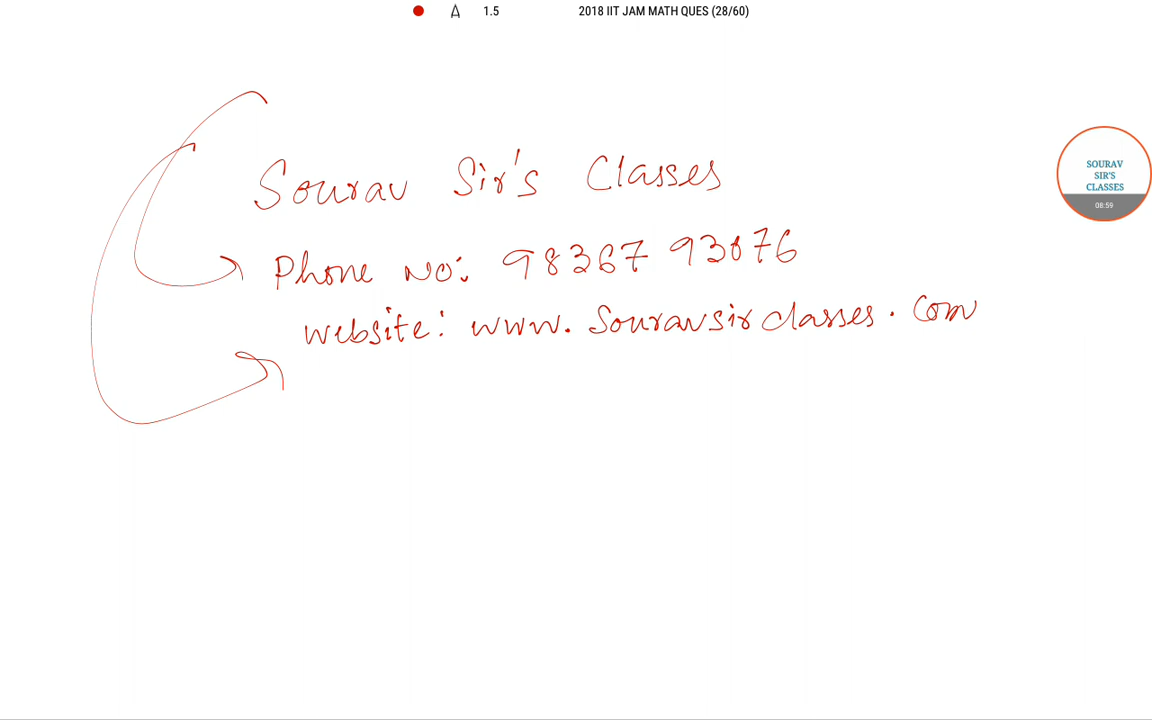 1.5 2018 IIT JAM MATH QUES (28/60)
Sourav Sir's Classes
Phone No: 98367 93076
website: www. Souravsirclasses. Com
SOURAV
SIR'S
CLASSES
08:59